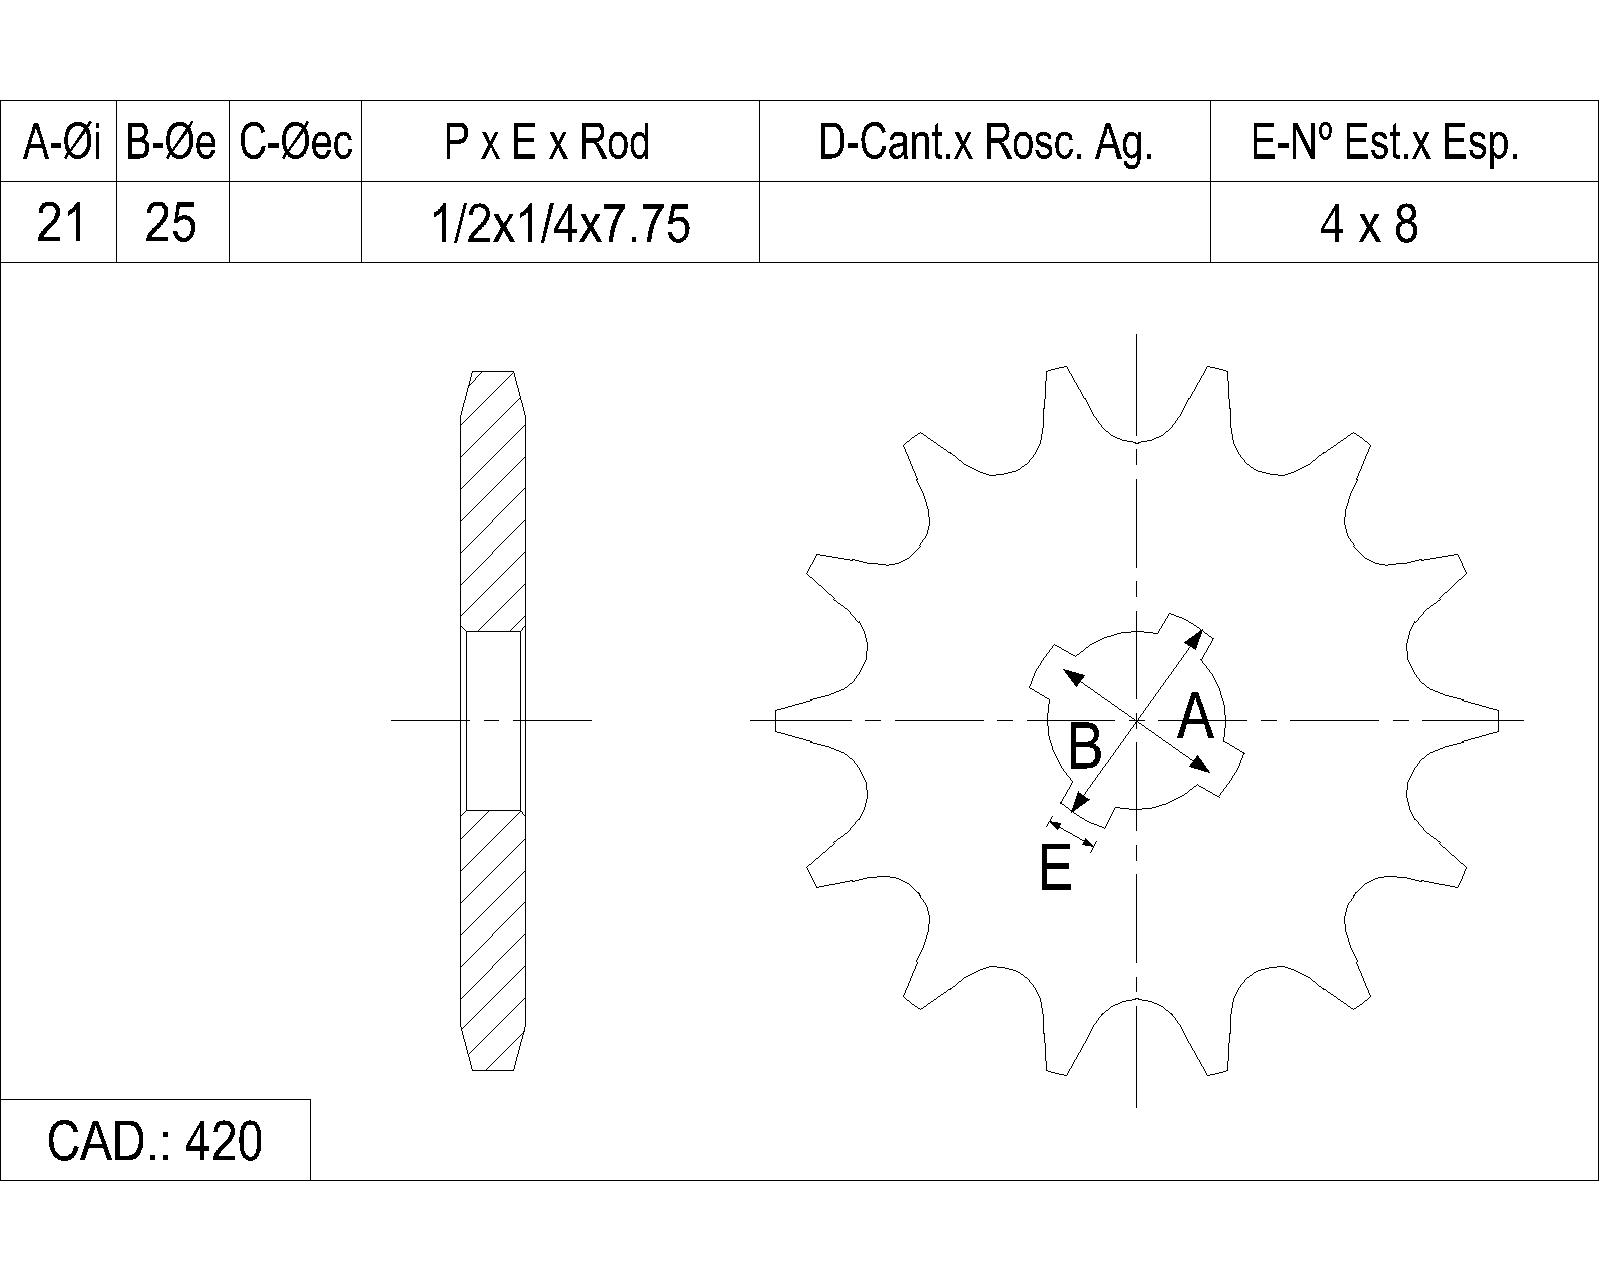 A-Øi B-Øe C-Øec P x E x Rod D-Cant.x Rosc. Ag. E-Nº Est.x Esp.
21 25 1/2x1/4x7.75 4 x 8
A
B
E
CAD.: 420